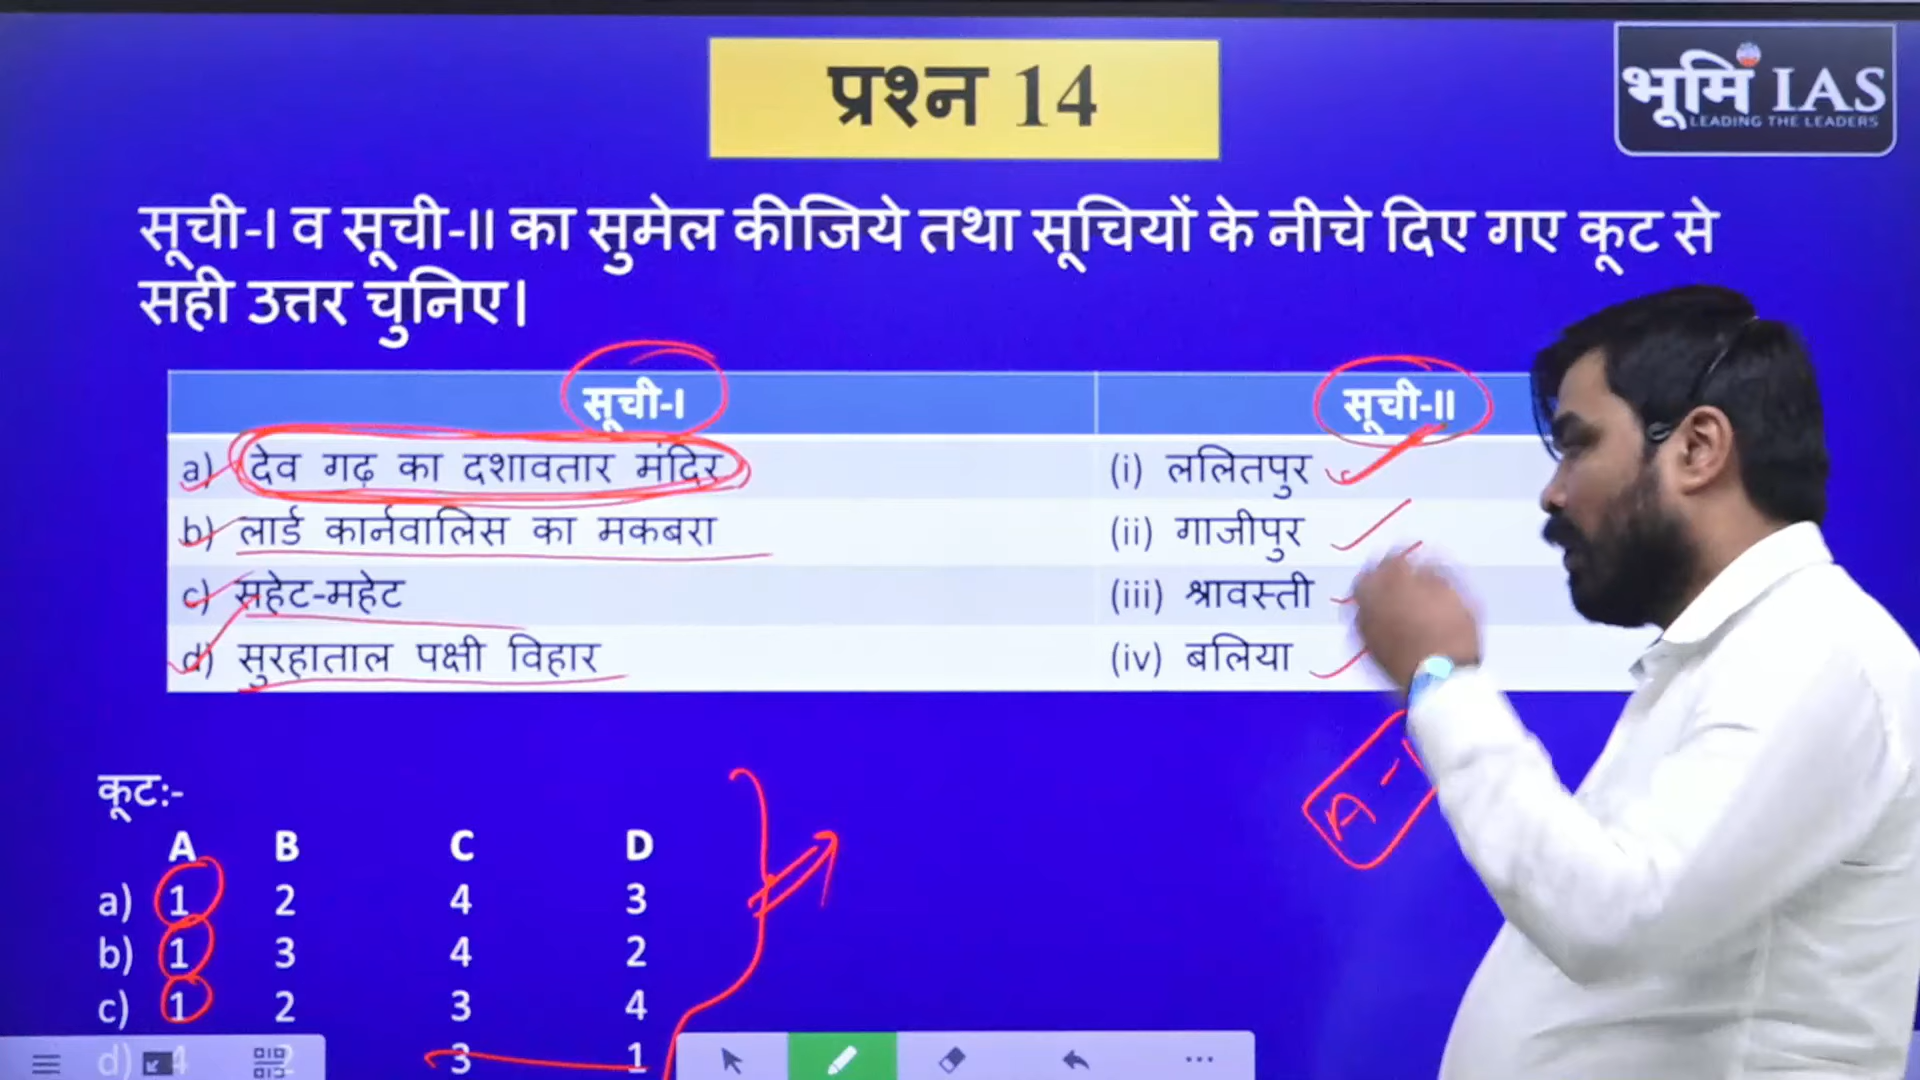 प्रश्न 14
भूमि IAS
LEADING THE LEADERS
सूची-I व सूची-II का सुमेल कीजिये तथा सूचियों के नीचे दिए गए कूट से
सही उत्तर चुनिए।
सूची-I सूची-II
a) देव गढ़ का दशावतार मंदिर (i) ललितपुर
b) लार्ड कार्नवालिस का मकबरा (ii) गाजीपुर
c) सहेट-महेट (iii) श्रावस्ती
d) सुरहाताल पक्षी विहार (iv) बलिया
A -
कूट:-
A B C D
a) 1 2 4 3
b) 1 3 4 2
c) 1 2 3 4
d) 4 2 3 1